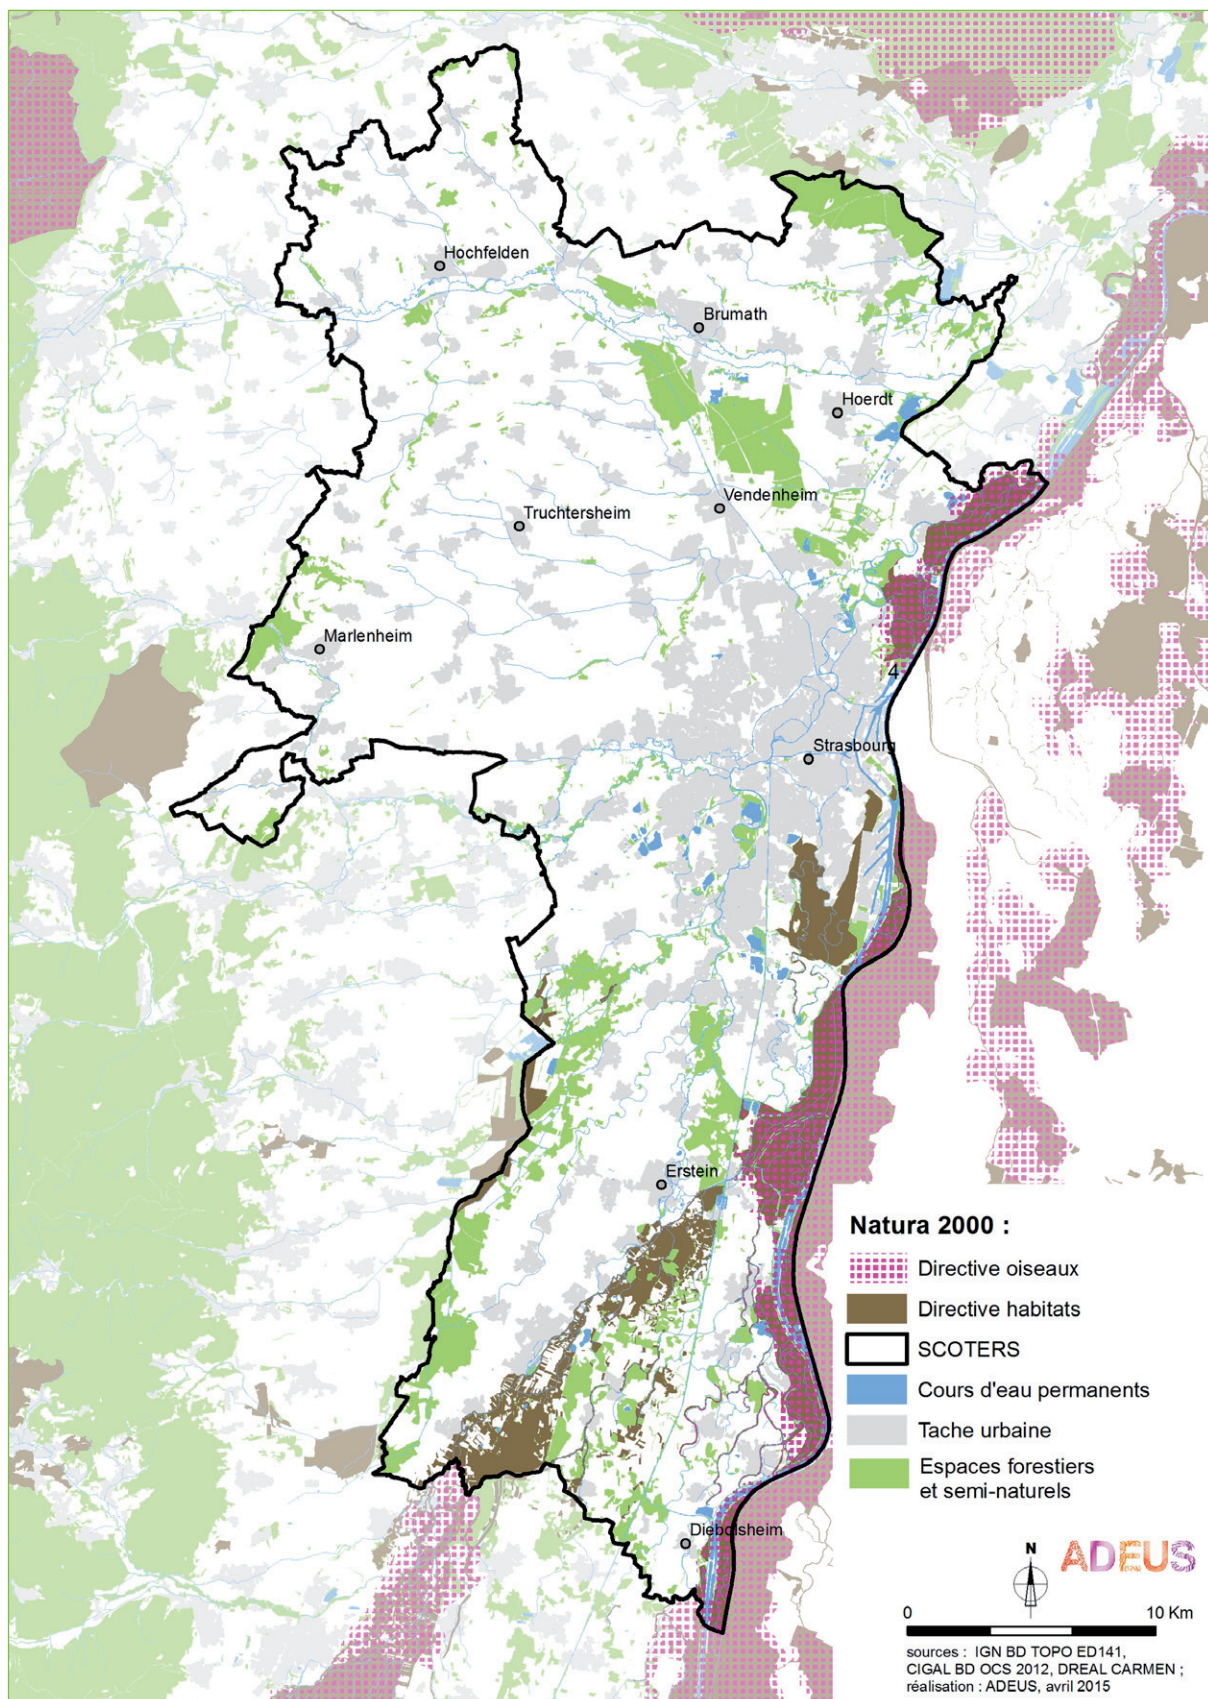 Hochfelden
Brumath
Hoerdt
Vendenheim
Truchtersheim
Marlenheim
4
Strasbourg
Erstein
Diebolsheim
Natura 2000 :
Directive oiseaux
Directive habitats
SCOTERS
Cours d'eau permanents
Tache urbaine
Espaces forestiers
et semi-naturels
N
ADEUS
0 10 Km
sources : IGN BD TOPO ED141,
CIGAL BD OCS 2012, DREAL CARMEN ;
réalisation : ADEUS, avril 2015